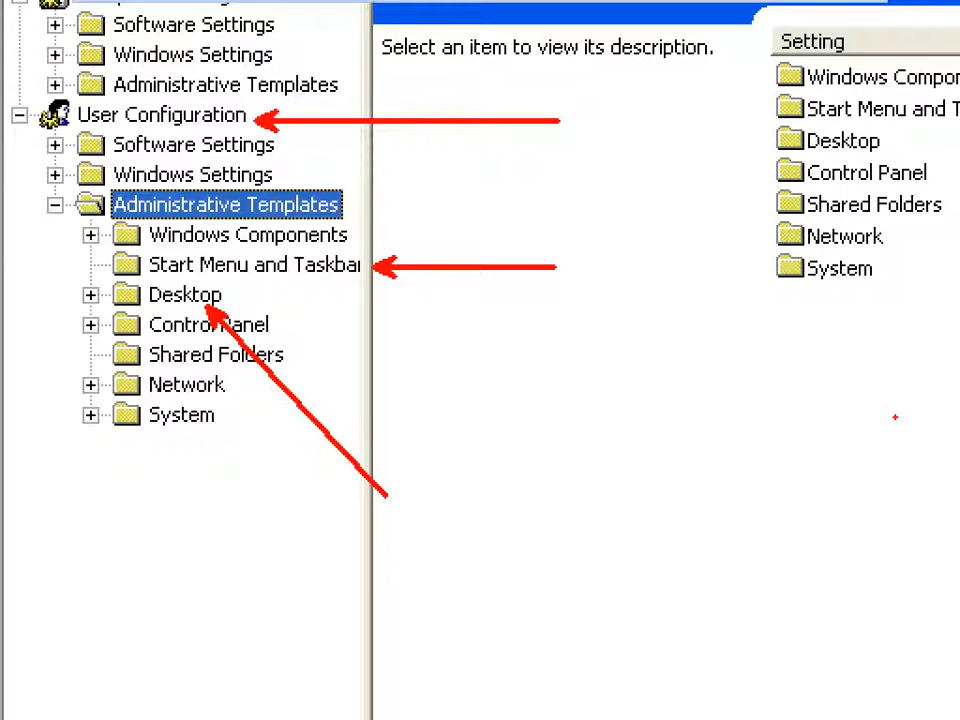 Software Settings
Windows Settings
Administrative Templates
User Configuration
Software Settings
Windows Settings
Administrative Templates
Windows Components
Start Menu and Taskbar
Desktop
Control Panel
Shared Folders
Network
System
Select an item to view its description.
Setting
Windows Compon
Start Menu and T
Desktop
Control Panel
Shared Folders
Network
System